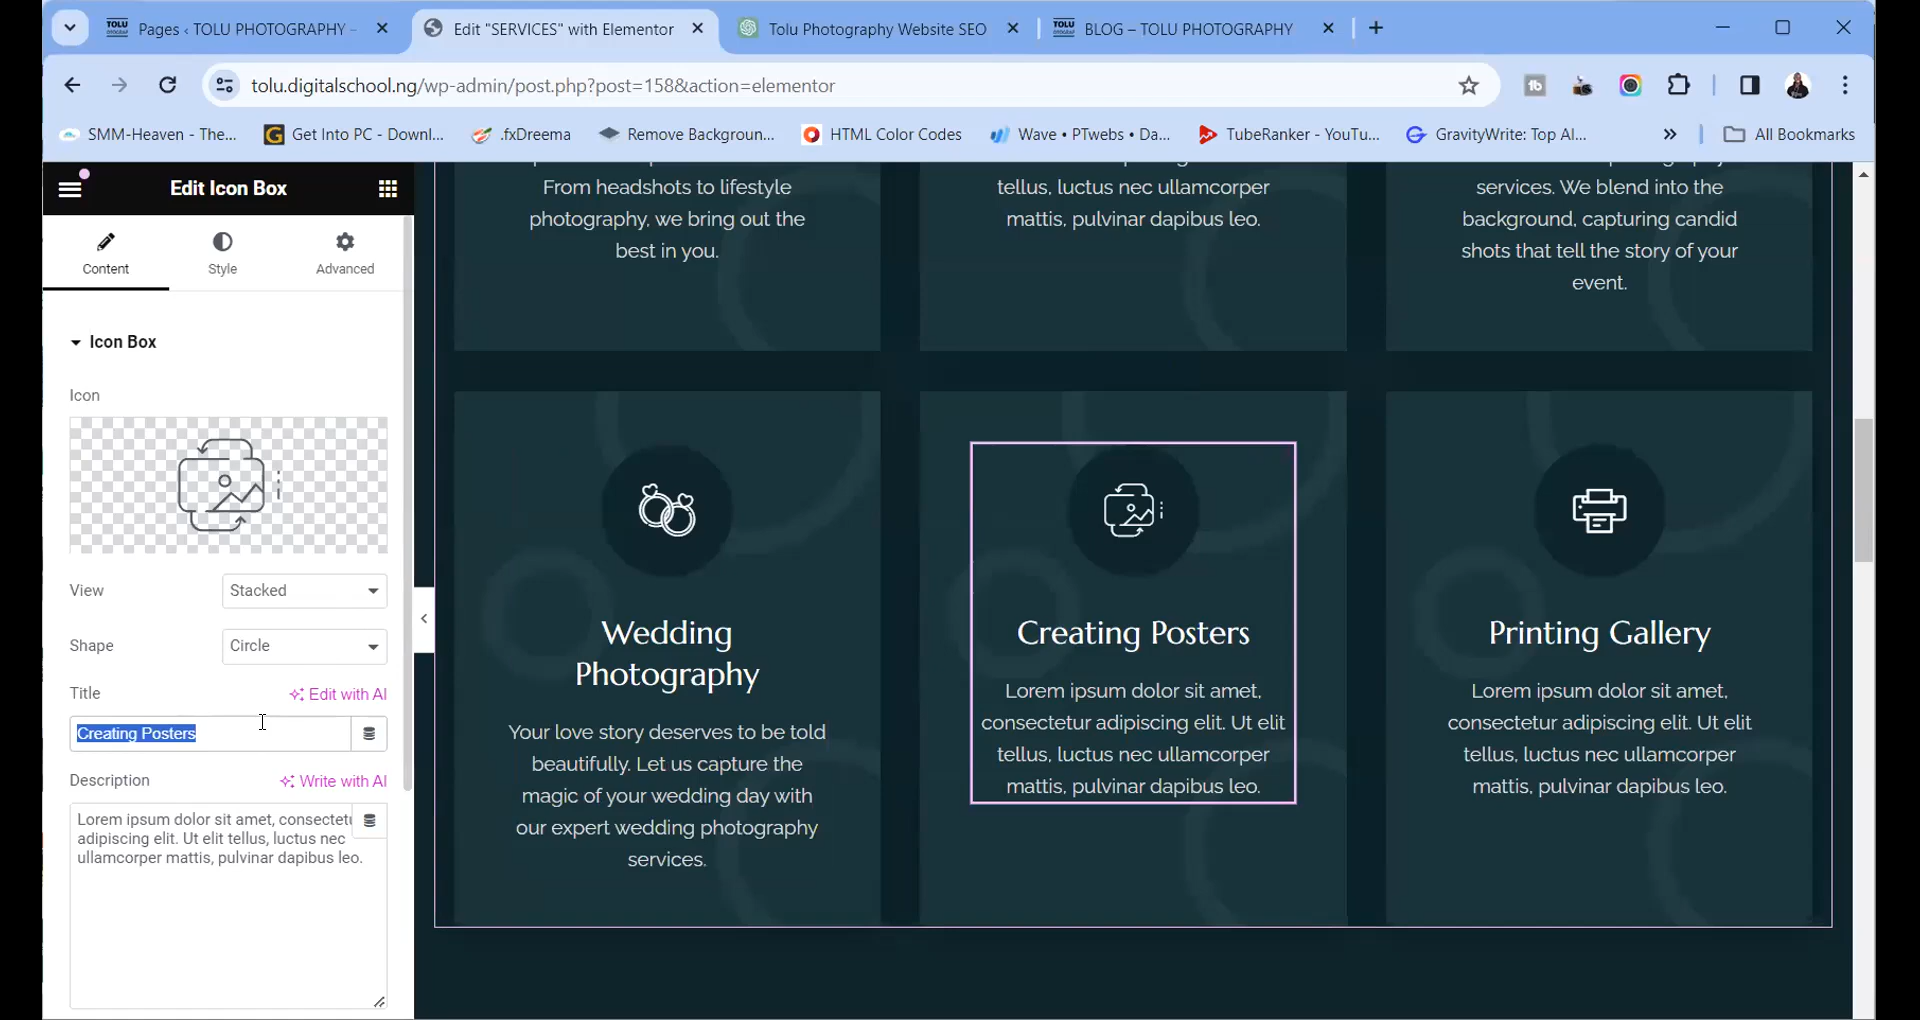 TOLU Pages ‹ TOLU PHOTOGRAPHY –
Edit "SERVICES" with Elementor
Tolu Photography Website SEO
TOLU BLOG – TOLU PHOTOGRAPHY
tolu.digitalschool.ng/wp-admin/post.php?post=158&action=elementor
SMM-Heaven - The...
Get Into PC - Downl...
.fxDreema
Remove Backgroun...
HTML Color Codes
Wave • PTwebs • Da...
TubeRanker - YouTu...
GravityWrite: Top AI...
All Bookmarks
Edit Icon Box
Content
Style
Advanced
Icon Box
Icon
View
Stacked
Shape
Circle
Title
Edit with AI
Creating Posters
Description
Write with AI
Lorem ipsum dolor sit amet, consectetu
adipiscing elit. Ut elit tellus, luctus nec
ullamcorper mattis, pulvinar dapibus leo.
From headshots to lifestyle
photography, we bring out the
best in you.
tellus, luctus nec ullamcorper
mattis, pulvinar dapibus leo.
services. We blend into the
background, capturing candid
shots that tell the story of your
event.
Wedding
Photography
Your love story deserves to be told
beautifully. Let us capture the
magic of your wedding day with
our expert wedding photography
services.
Creating Posters
Lorem ipsum dolor sit amet,
consectetur adipiscing elit. Ut elit
tellus, luctus nec ullamcorper
mattis, pulvinar dapibus leo.
Printing Gallery
Lorem ipsum dolor sit amet,
consectetur adipiscing elit. Ut elit
tellus, luctus nec ullamcorper
mattis, pulvinar dapibus leo.